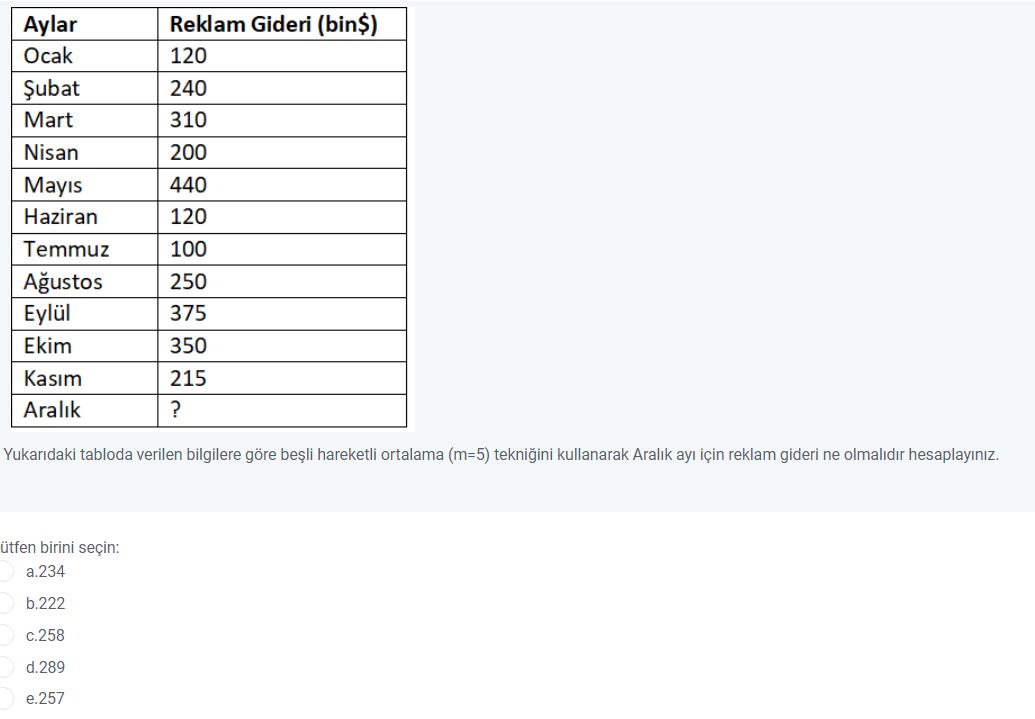 Aylar Reklam Gideri (bin$)
Ocak 120
Şubat 240
Mart 310
Nisan 200
Mayıs 440
Haziran 120
Temmuz 100
Ağustos 250
Eylül 375
Ekim 350
Kasım 215
Aralık ?
Yukarıdaki tabloda verilen bilgilere göre beşli hareketli ortalama (m=5) tekniğini kullanarak Aralık ayı için reklam gideri ne olmalıdır hesaplayınız.
ütfen birini seçin:
a.234
b.222
c.258
d.289
e.257